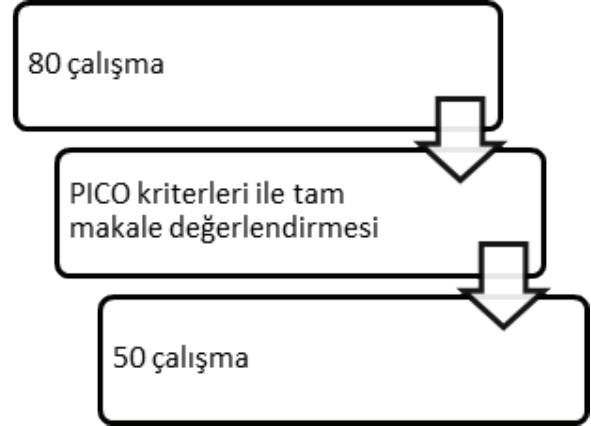 80 çalışma
PICO kriterleri ile tam
makale değerlendirmesi
50 çalışma